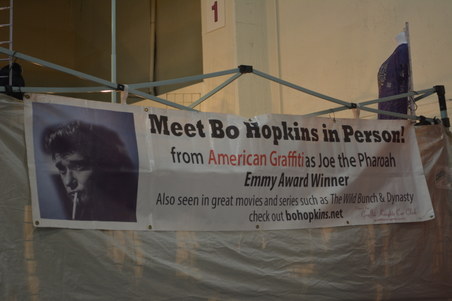 1
Meet Bo Hopkins in Person!
from American Graffiti as Joe the Pharoah
Emmy Award Winner
Also seen in great movies and series such as The Wild Bunch & Dynasty
check out bohopkins.net